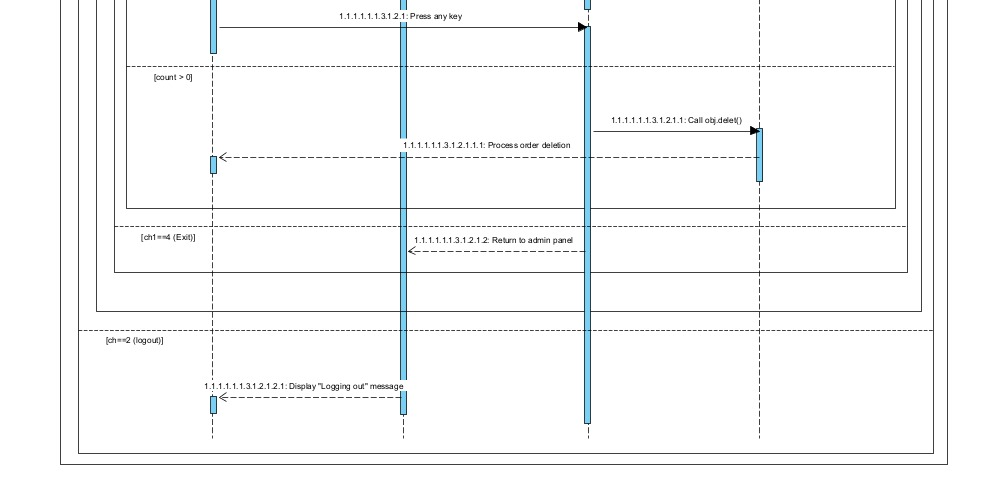 1.1.1.1.1.1.3.1.2.1: Press any key
[count > 0]
1.1.1.1.1.1.3.1.2.1.1: Call obj.delet()
1.1.1.1.1.1.3.1.2.1.1.1: Process order deletion
[ch1==4 (Exit)]
1.1.1.1.1.1.3.1.2.1.2: Return to admin panel
[ch==2 (logout)]
1.1.1.1.1.1.3.1.2.1.2.1: Display "Logging out" message